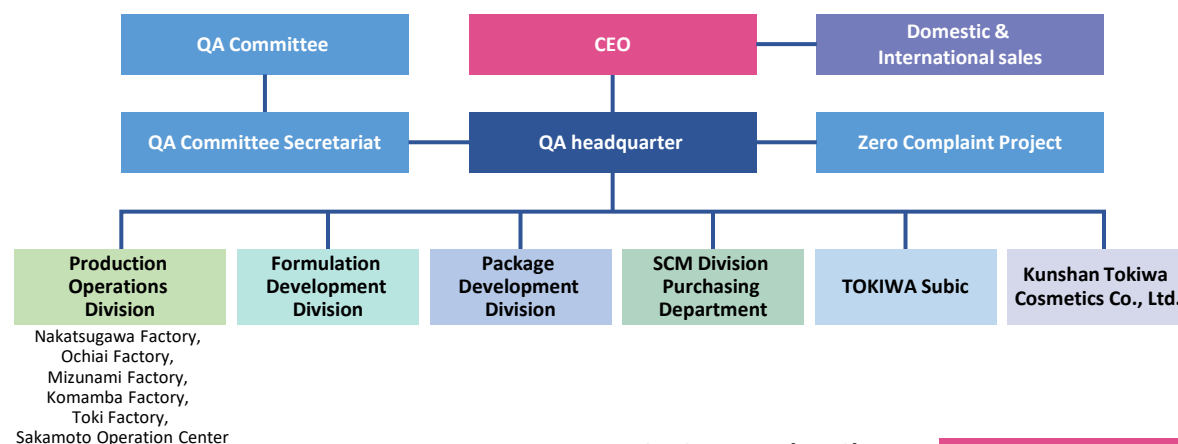 QA Committee
CEO
Domestic &
International sales
QA Committee Secretariat
QA headquarter
Zero Complaint Project
Production
Operations
Division
Formulation
Development
Division
Package
Development
Division
SCM Division
Purchasing
Department
TOKIWA Subic
Kunshan Tokiwa
Cosmetics Co., Ltd.
Nakatsugawa Factory,
Ochiai Factory,
Mizunami Factory,
Komamba Factory,
Toki Factory,
Sakamoto Operation Center